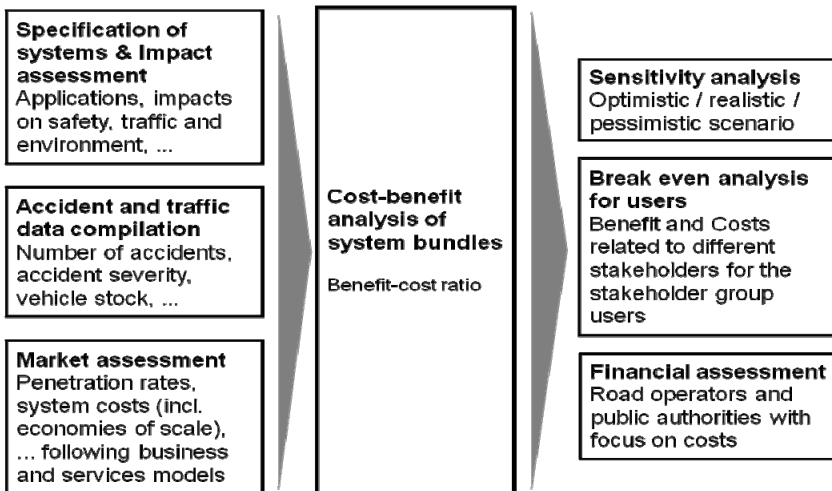 Specification of
systems & Impact
assessment
Applications, impacts
on safety, traffic and
environment, ...
Accident and traffic
data compilation
Number of accidents,
accident severity,
vehicle stock, ...
Market assessment
Penetration rates,
system costs (incl.
economies of scale),
... following business
and services models
Cost-benefit
analysis of
system bundles
Benefit-cost ratio
Sensitivity analysis
Optimistic / realistic /
pessimistic scenario
Break even analysis
for users
Benefit and Costs
related to different
stakeholders for the
stakeholder group
users
Financial assessment
Road operators and
public authorities with
focus on costs